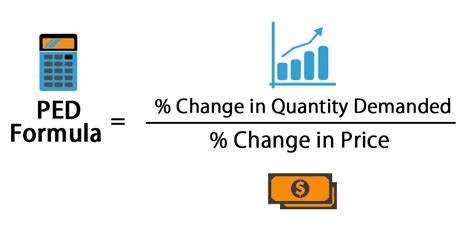 PED
Formula
=
% Change in Quantity Demanded
% Change in Price
$